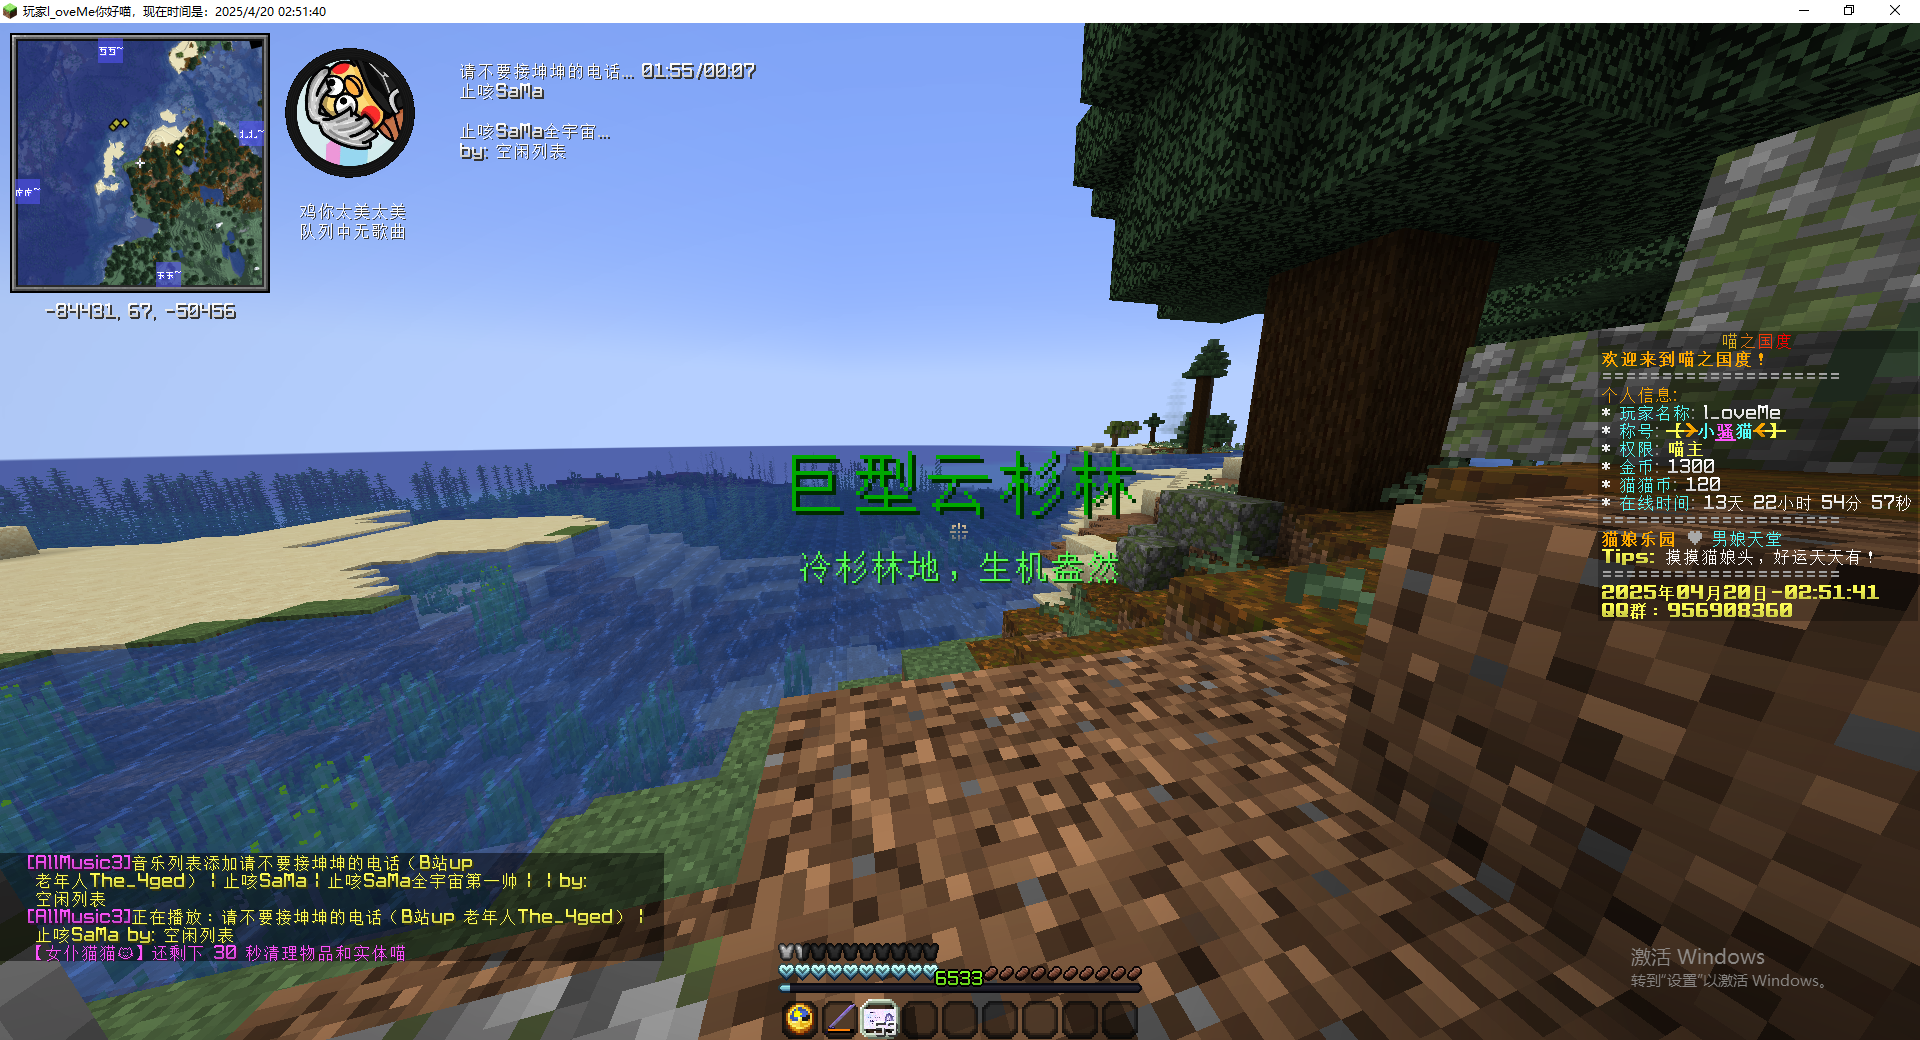 玩家l_oveMe你好喵，现在时间是：2025/4/20 02:51:40
请不要接坤坤的电话... 01:55/00:07
止咳SaMa
止咳SaMa全宇宙...
by: 空闲列表
鸡你太美太美
队列中无歌曲
-84431, 67, -50456
喵之国度
欢迎来到喵之国度！
====================
个人信息:
* 玩家名称: l_oveMe
* 称号: 小骚猫
* 权限: 喵主
* 金币: 1300
* 猫猫币: 120
* 在线时间: 13天 22小时 54分 57秒
====================
猫娘乐园 ♥ 男娘天堂
Tips: 摸摸猫娘头，好运天天有！
====================
2025年04月20日-02:51:41
QQ群：956908360
巨型云杉林
冷杉林地，生机盎然
[AllMusic3]音乐列表添加请不要接坤坤的电话（B站up
老年人The_4ged）｜止咳SaMa｜止咳SaMa全宇宙第一帅｜｜by:
空闲列表
[AllMusic3]正在播放：请不要接坤坤的电话（B站up 老年人The_4ged）｜
止咳SaMa by: 空闲列表
【女仆猫猫】还剩下 30 秒清理物品和实体喵
6533
激活 Windows
转到“设置”以激活 Windows。